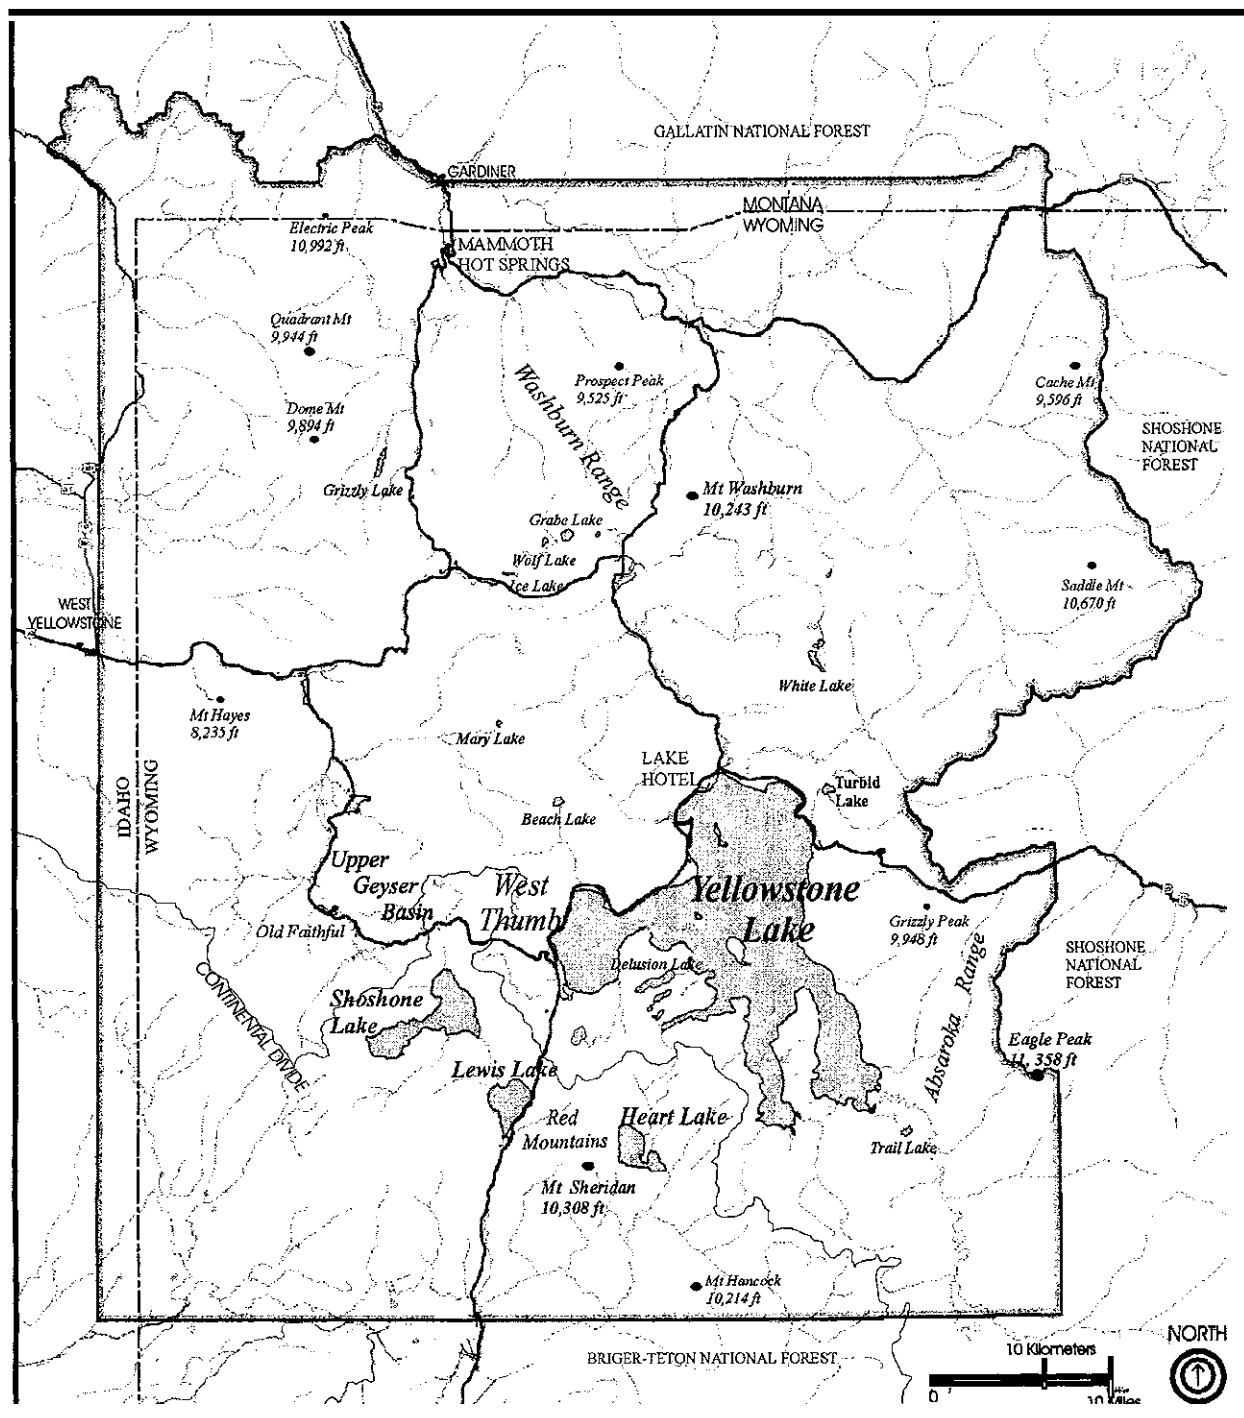 GALLATIN NATIONAL FOREST
GARDINER
MONTANA
WYOMING
Electric Peak
10,992 ft
MAMMOTH
HOT SPRINGS
Quadrant Mt
9,944 ft
Prospect Peak
9,525 ft
Washburn Range
Cache Mt
9,596 ft
Dome Mt
9,894 ft
SHOSHONE
NATIONAL
FOREST
Grizzly Lake
Mt Washburn
10,243 ft
Grabe Lake
Wolf Lake
Ice Lake
Saddle Mt
10,670 ft
WEST
YELLOWSTONE
White Lake
Mt Hayes
8,235 ft
Mary Lake
LAKE
HOTEL
IDAHO
WYOMING
Turbid
Lake
Beach Lake
Upper
Geyser
Basin
West
Thumb
Yellowstone
Lake
Old Faithful
Grizzly Peak
9,948 ft
Absaroka Range
SHOSHONE
NATIONAL
FOREST
Delusion Lake
CONTINENTAL DIVIDE
Shoshone
Lake
Eagle Peak
11, 358 ft
Lewis Lake
Red
Mountains
Heart Lake
Trail Lake
Mt Sheridan
10,308 ft
Mt Hancock
10,214 ft
BRIGER-TETON NATIONAL FOREST
NORTH
10 Kilometers
0
10 Miles